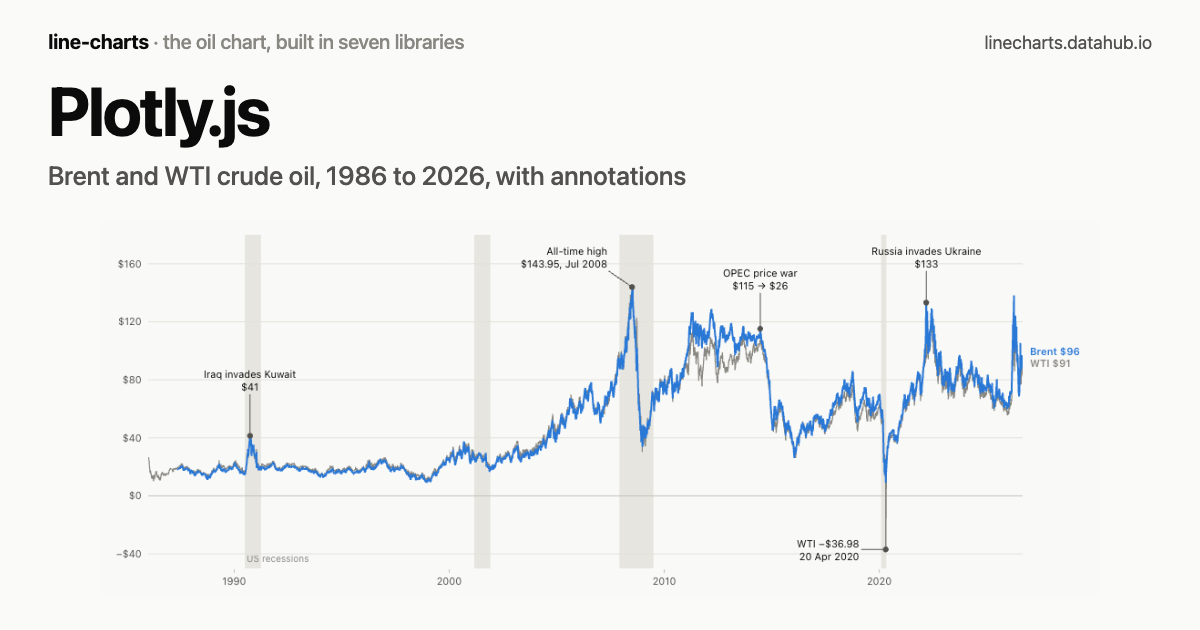 line-charts · the oil chart, built in seven libraries
linecharts.datahub.io
Plotly.js
Brent and WTI crude oil, 1986 to 2026, with annotations
All-time high
$143.95, Jul 2008
Russia invades Ukraine
$133
OPEC price war
$115 → $26
Iraq invades Kuwait
$41
Brent $96
WTI $91
WTI −$36.98
20 Apr 2020
US recessions
$160
$120
$80
$40
$0
−$40
1990
2000
2010
2020